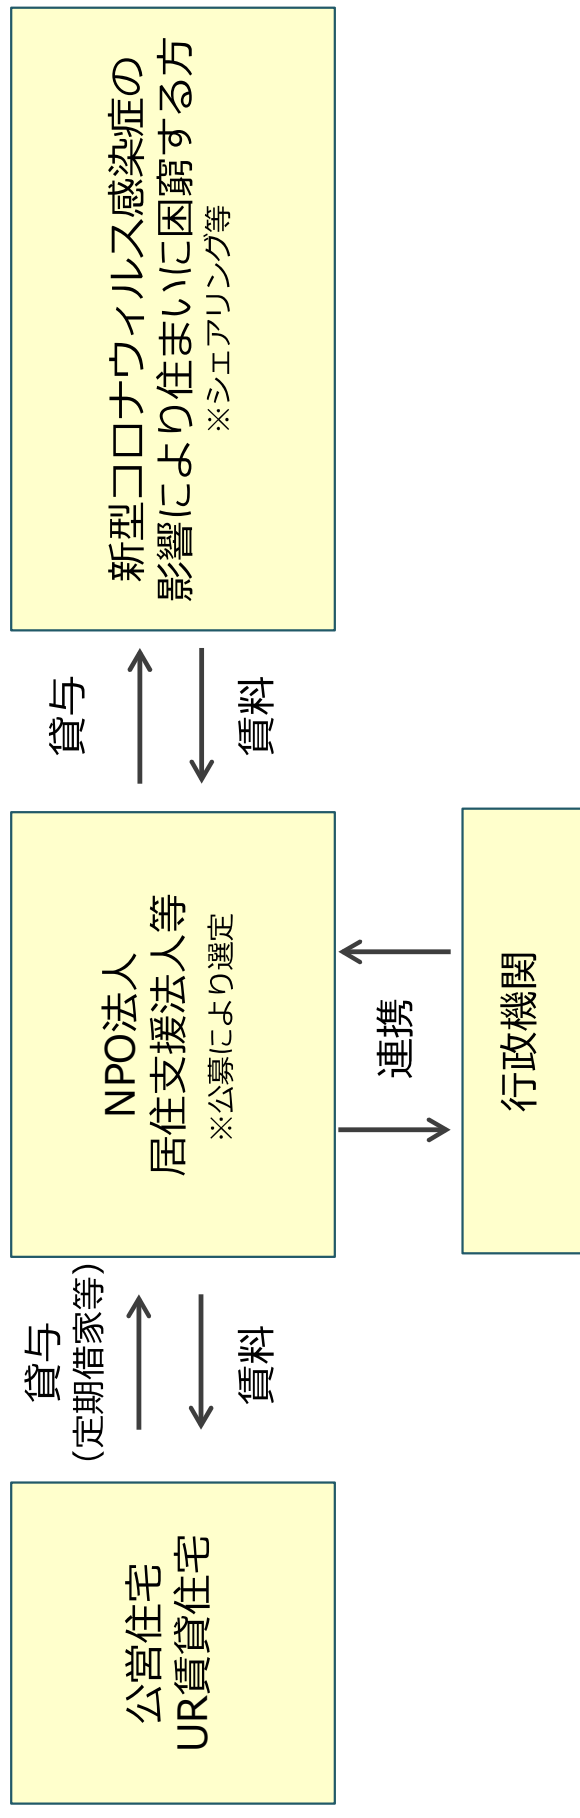 公営住宅
UR賃貸住宅
貸与
(定期借家等)
賃料
NPO法人
居住支援法人等
※公募により選定
貸与
賃料
新型コロナウィルス感染症の
影響により住まいに困窮する方
※シェアリング等
連携
行政機関